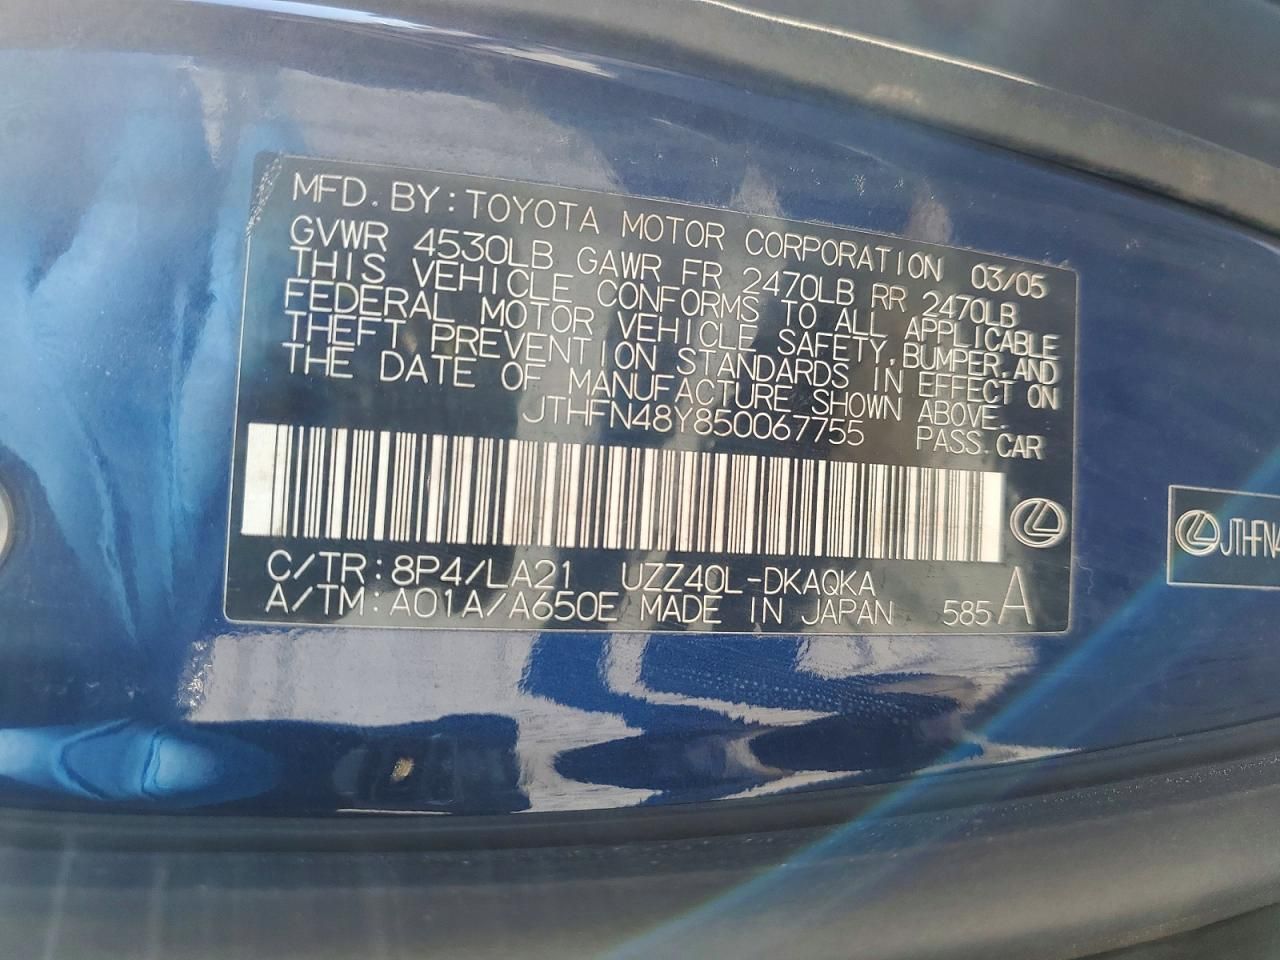 MFD. BY: TOYOTA MOTOR CORPORATION 03/05
GVWR 4530LB GAWR FR 2470LB RR 2470LB
THIS VEHICLE CONFORMS TO ALL APPLICABLE
FEDERAL MOTOR VEHICLE SAFETY, BUMPER, AND
THEFT PREVENTION STANDARDS IN EFFECT ON
THE DATE OF MANUFACTURE SHOWN ABOVE.
JTHFN48Y850067755 PASS. CAR
C/TR: 8P4/LA21 UZZ40L-DKAQKA
A/TM: A01A/A650E MADE IN JAPAN 585 A
JTHFN4